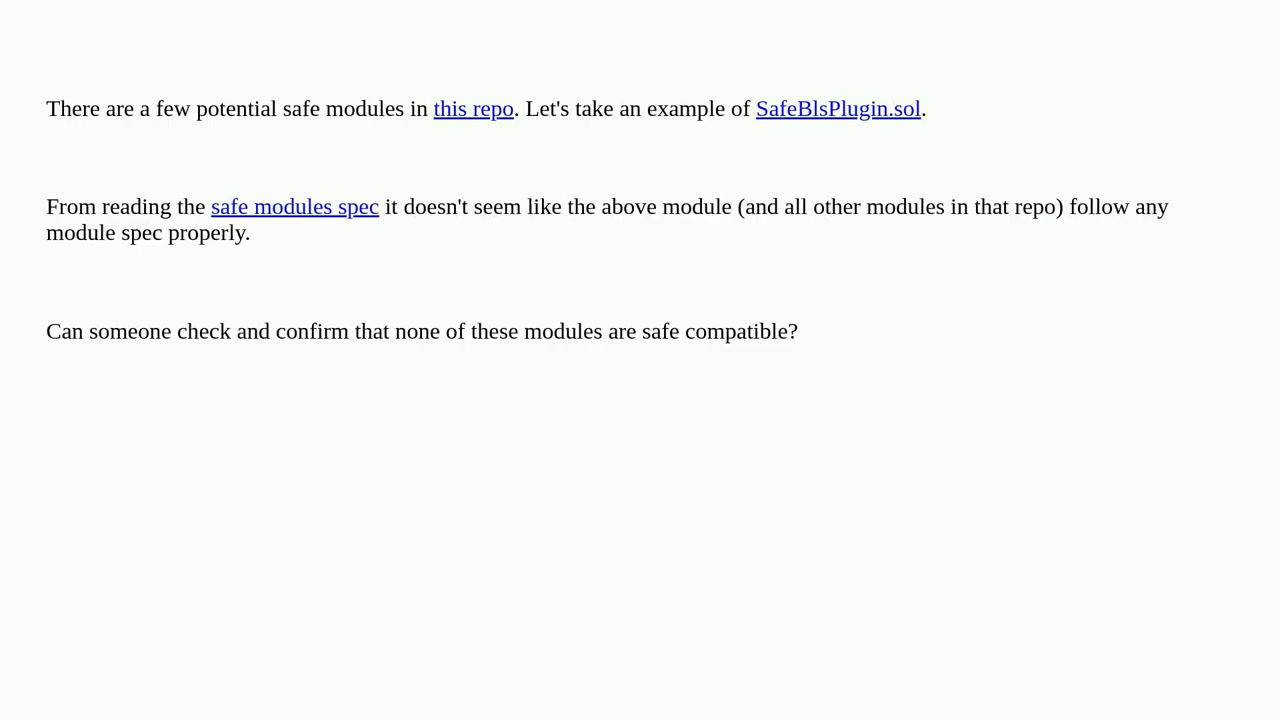 There are a few potential safe modules in this repo. Let's take an example of SafeBlsPlugin.sol.
From reading the safe modules spec it doesn't seem like the above module (and all other modules in that repo) follow any
module spec properly.
Can someone check and confirm that none of these modules are safe compatible?